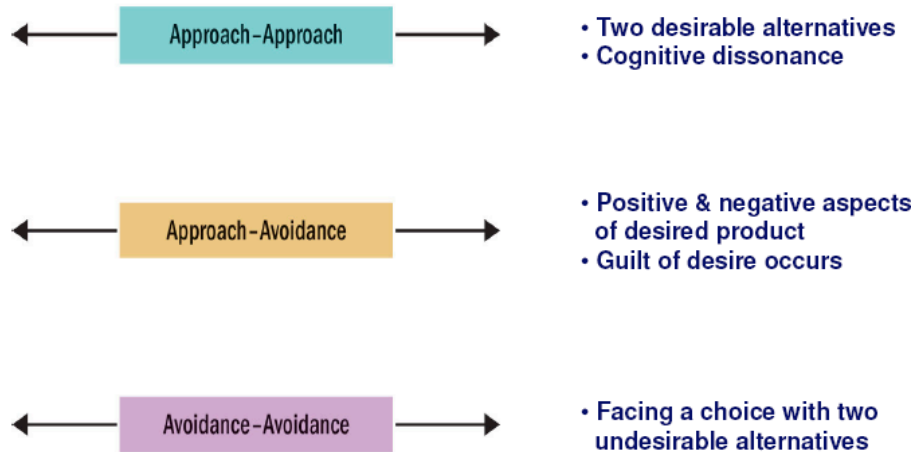 Approach–Approach
• Two desirable alternatives
• Cognitive dissonance
Approach–Avoidance
• Positive & negative aspects
of desired product
• Guilt of desire occurs
Avoidance–Avoidance
• Facing a choice with two
undesirable alternatives